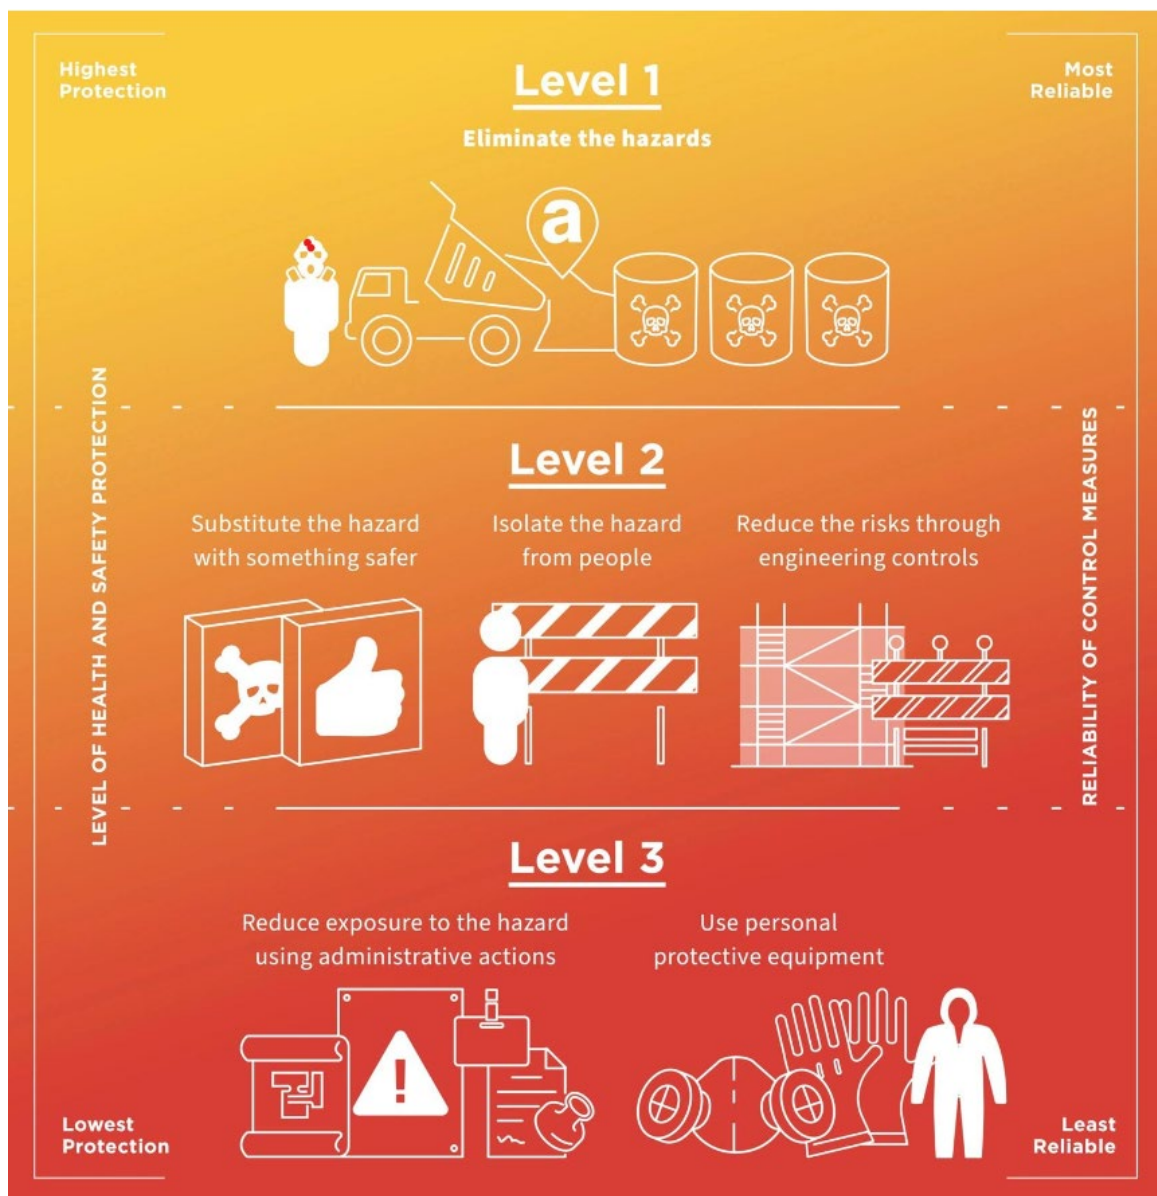 Highest
Protection
Most
Reliable
Level 1
Eliminate the hazards
a
LEVEL OF HEALTH AND SAFETY PROTECTION
RELIABILITY OF CONTROL MEASURES
Level 2
Substitute the hazard
with something safer
Isolate the hazard
from people
Reduce the risks through
engineering controls
Level 3
Reduce exposure to the hazard
using administrative actions
Use personal
protective equipment
!
Lowest
Protection
Least
Reliable